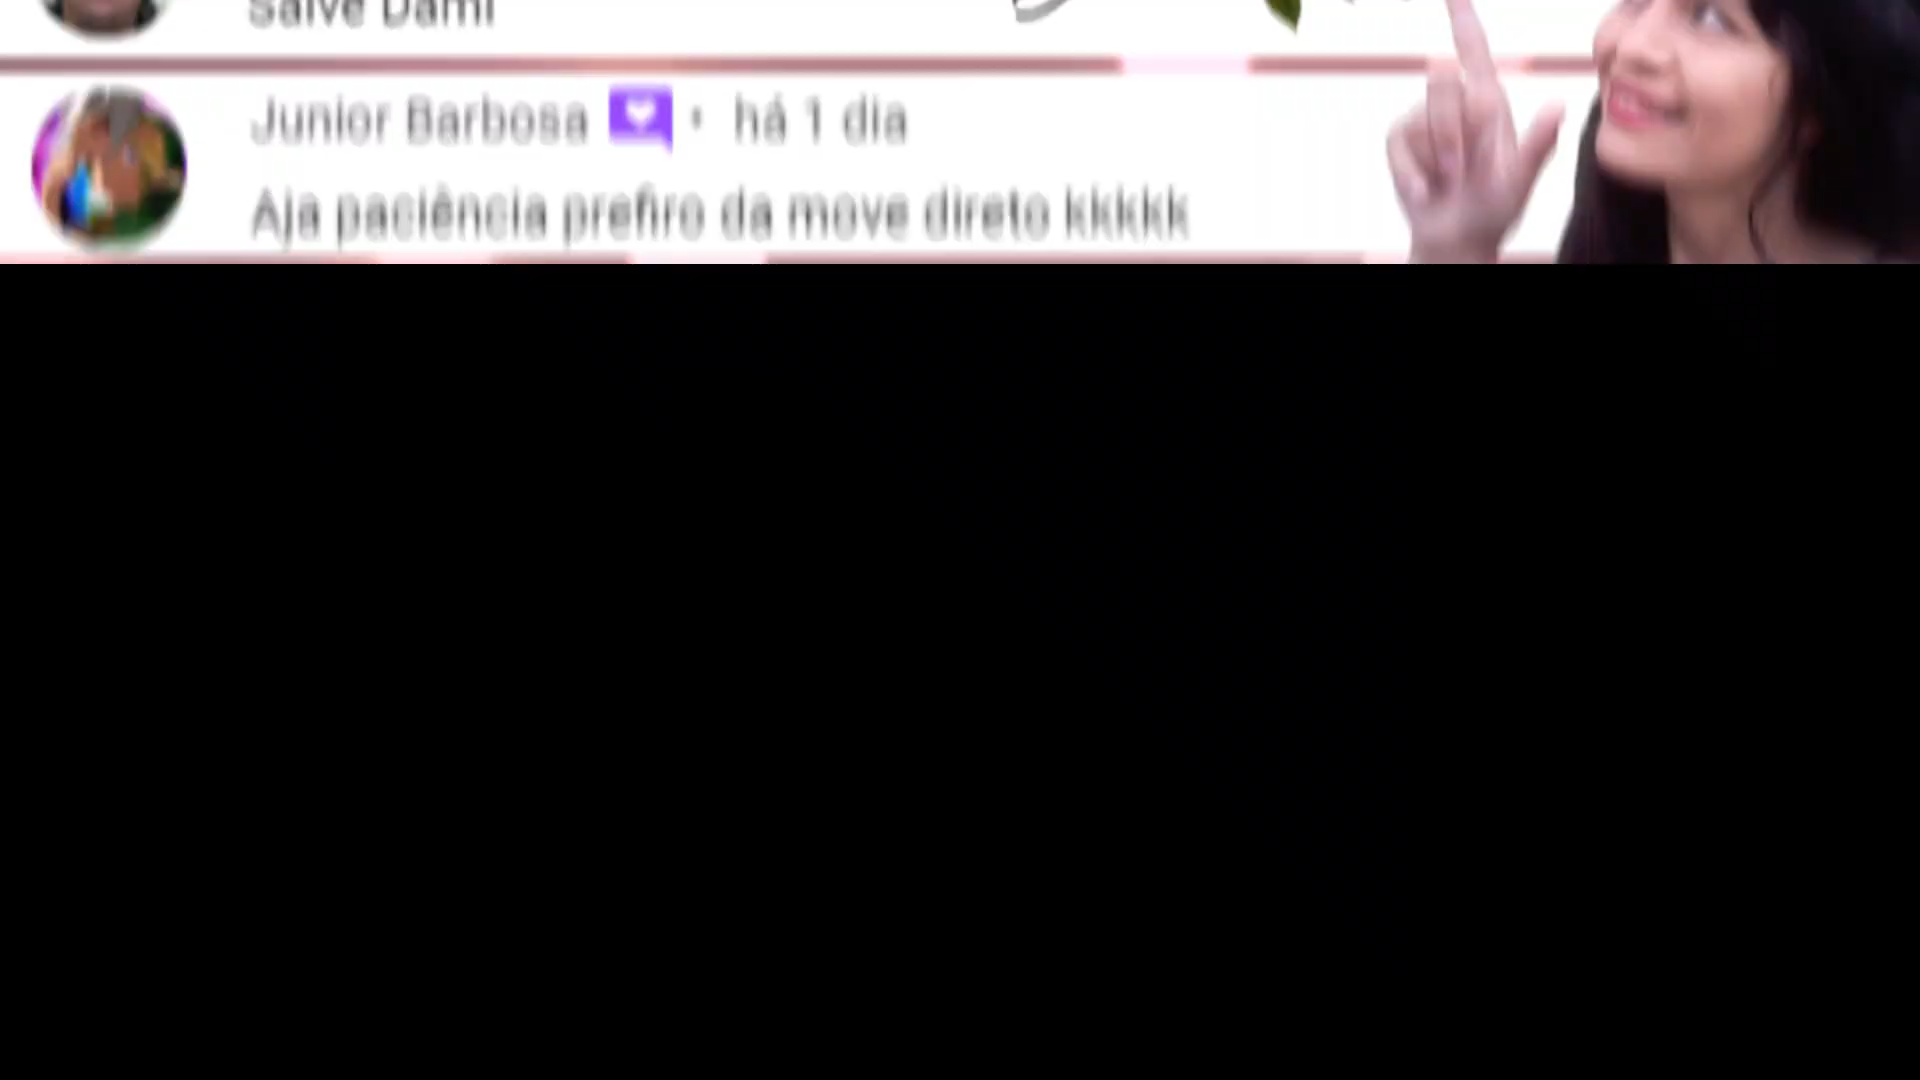 Salve Dami
Junior Barbosa • há 1 dia
Aja paciência prefiro da move direto kkkkk